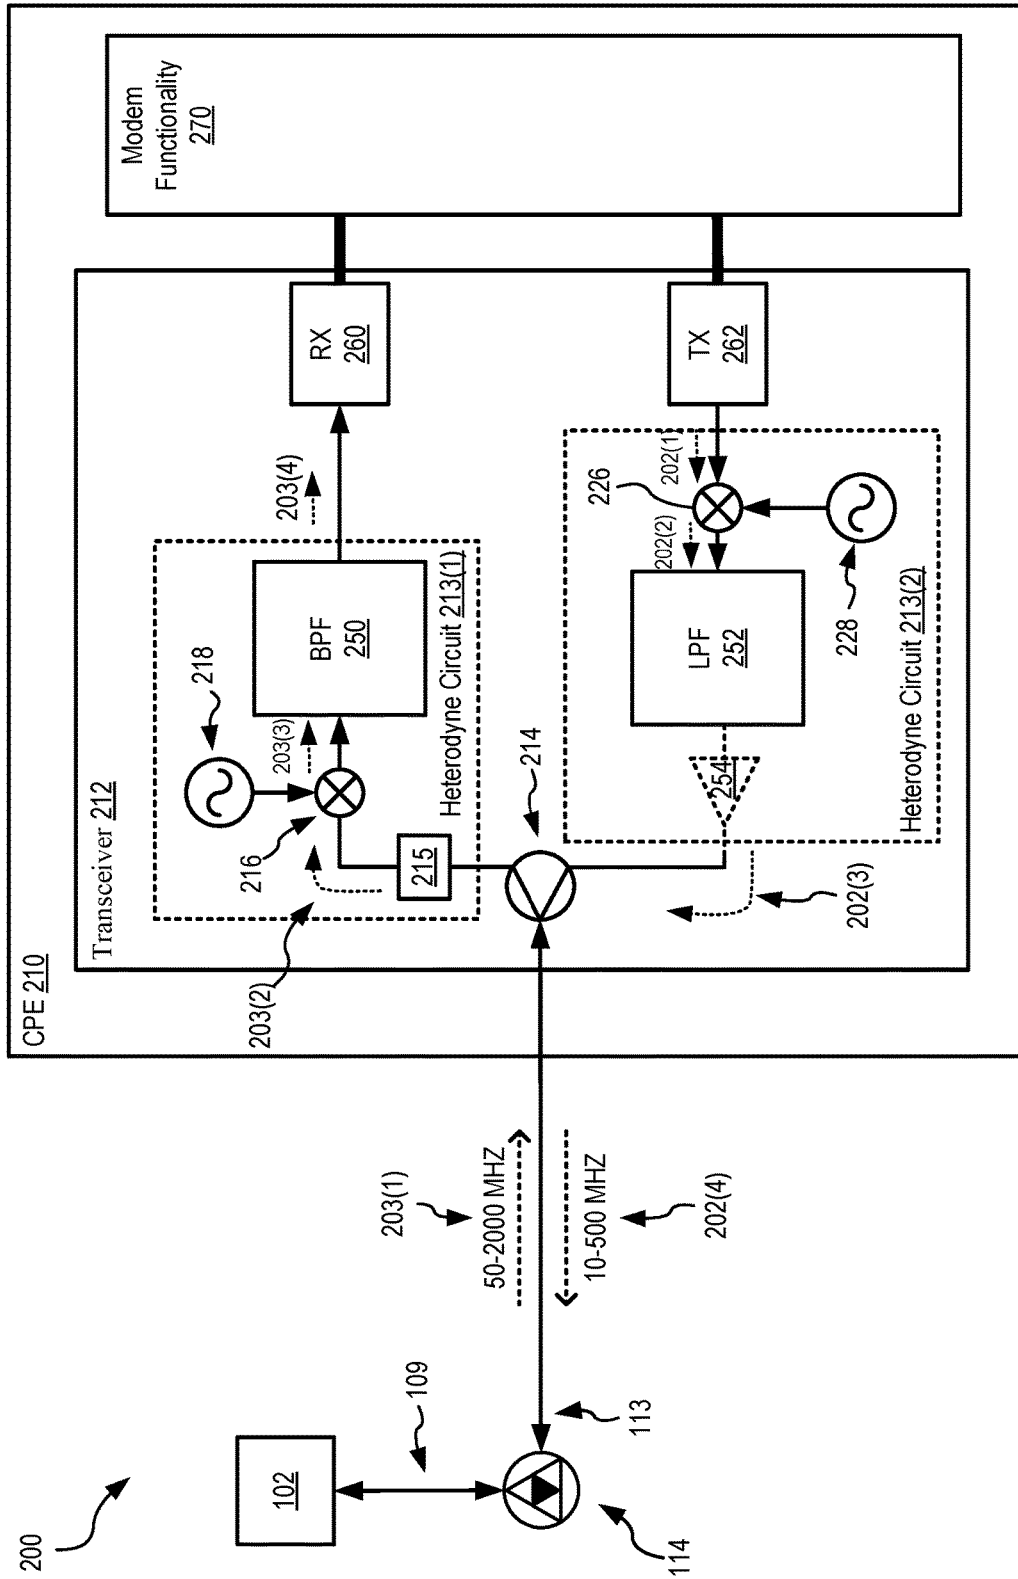 200
102
109
114
113
203(1)
50-2000 MHZ
10-500 MHZ
202(4)
CPE 210
Transceiver 212
203(2)
216
218
215
203(3)
BPF
250
Heterodyne Circuit 213(1)
203(4)
RX
260
214
202(3)
254
LPF
252
202(2)
226
202(1)
228
Heterodyne Circuit 213(2)
TX
262
Modem
Functionality
270